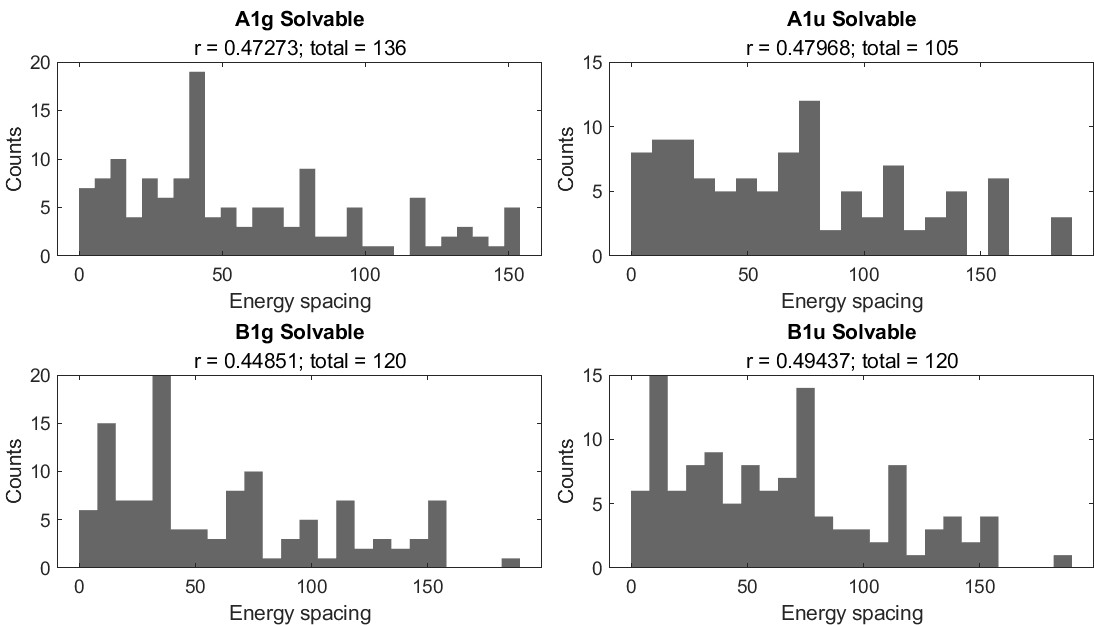 A1g Solvable
r = 0.47273; total = 136
20
15
10
5
0
Counts
0 50 100 150
Energy spacing
A1u Solvable
r = 0.47968; total = 105
15
10
5
0
Counts
0 50 100 150
Energy spacing
B1g Solvable
r = 0.44851; total = 120
20
15
10
5
0
Counts
0 50 100 150
Energy spacing
B1u Solvable
r = 0.49437; total = 120
15
10
5
0
Counts
0 50 100 150
Energy spacing